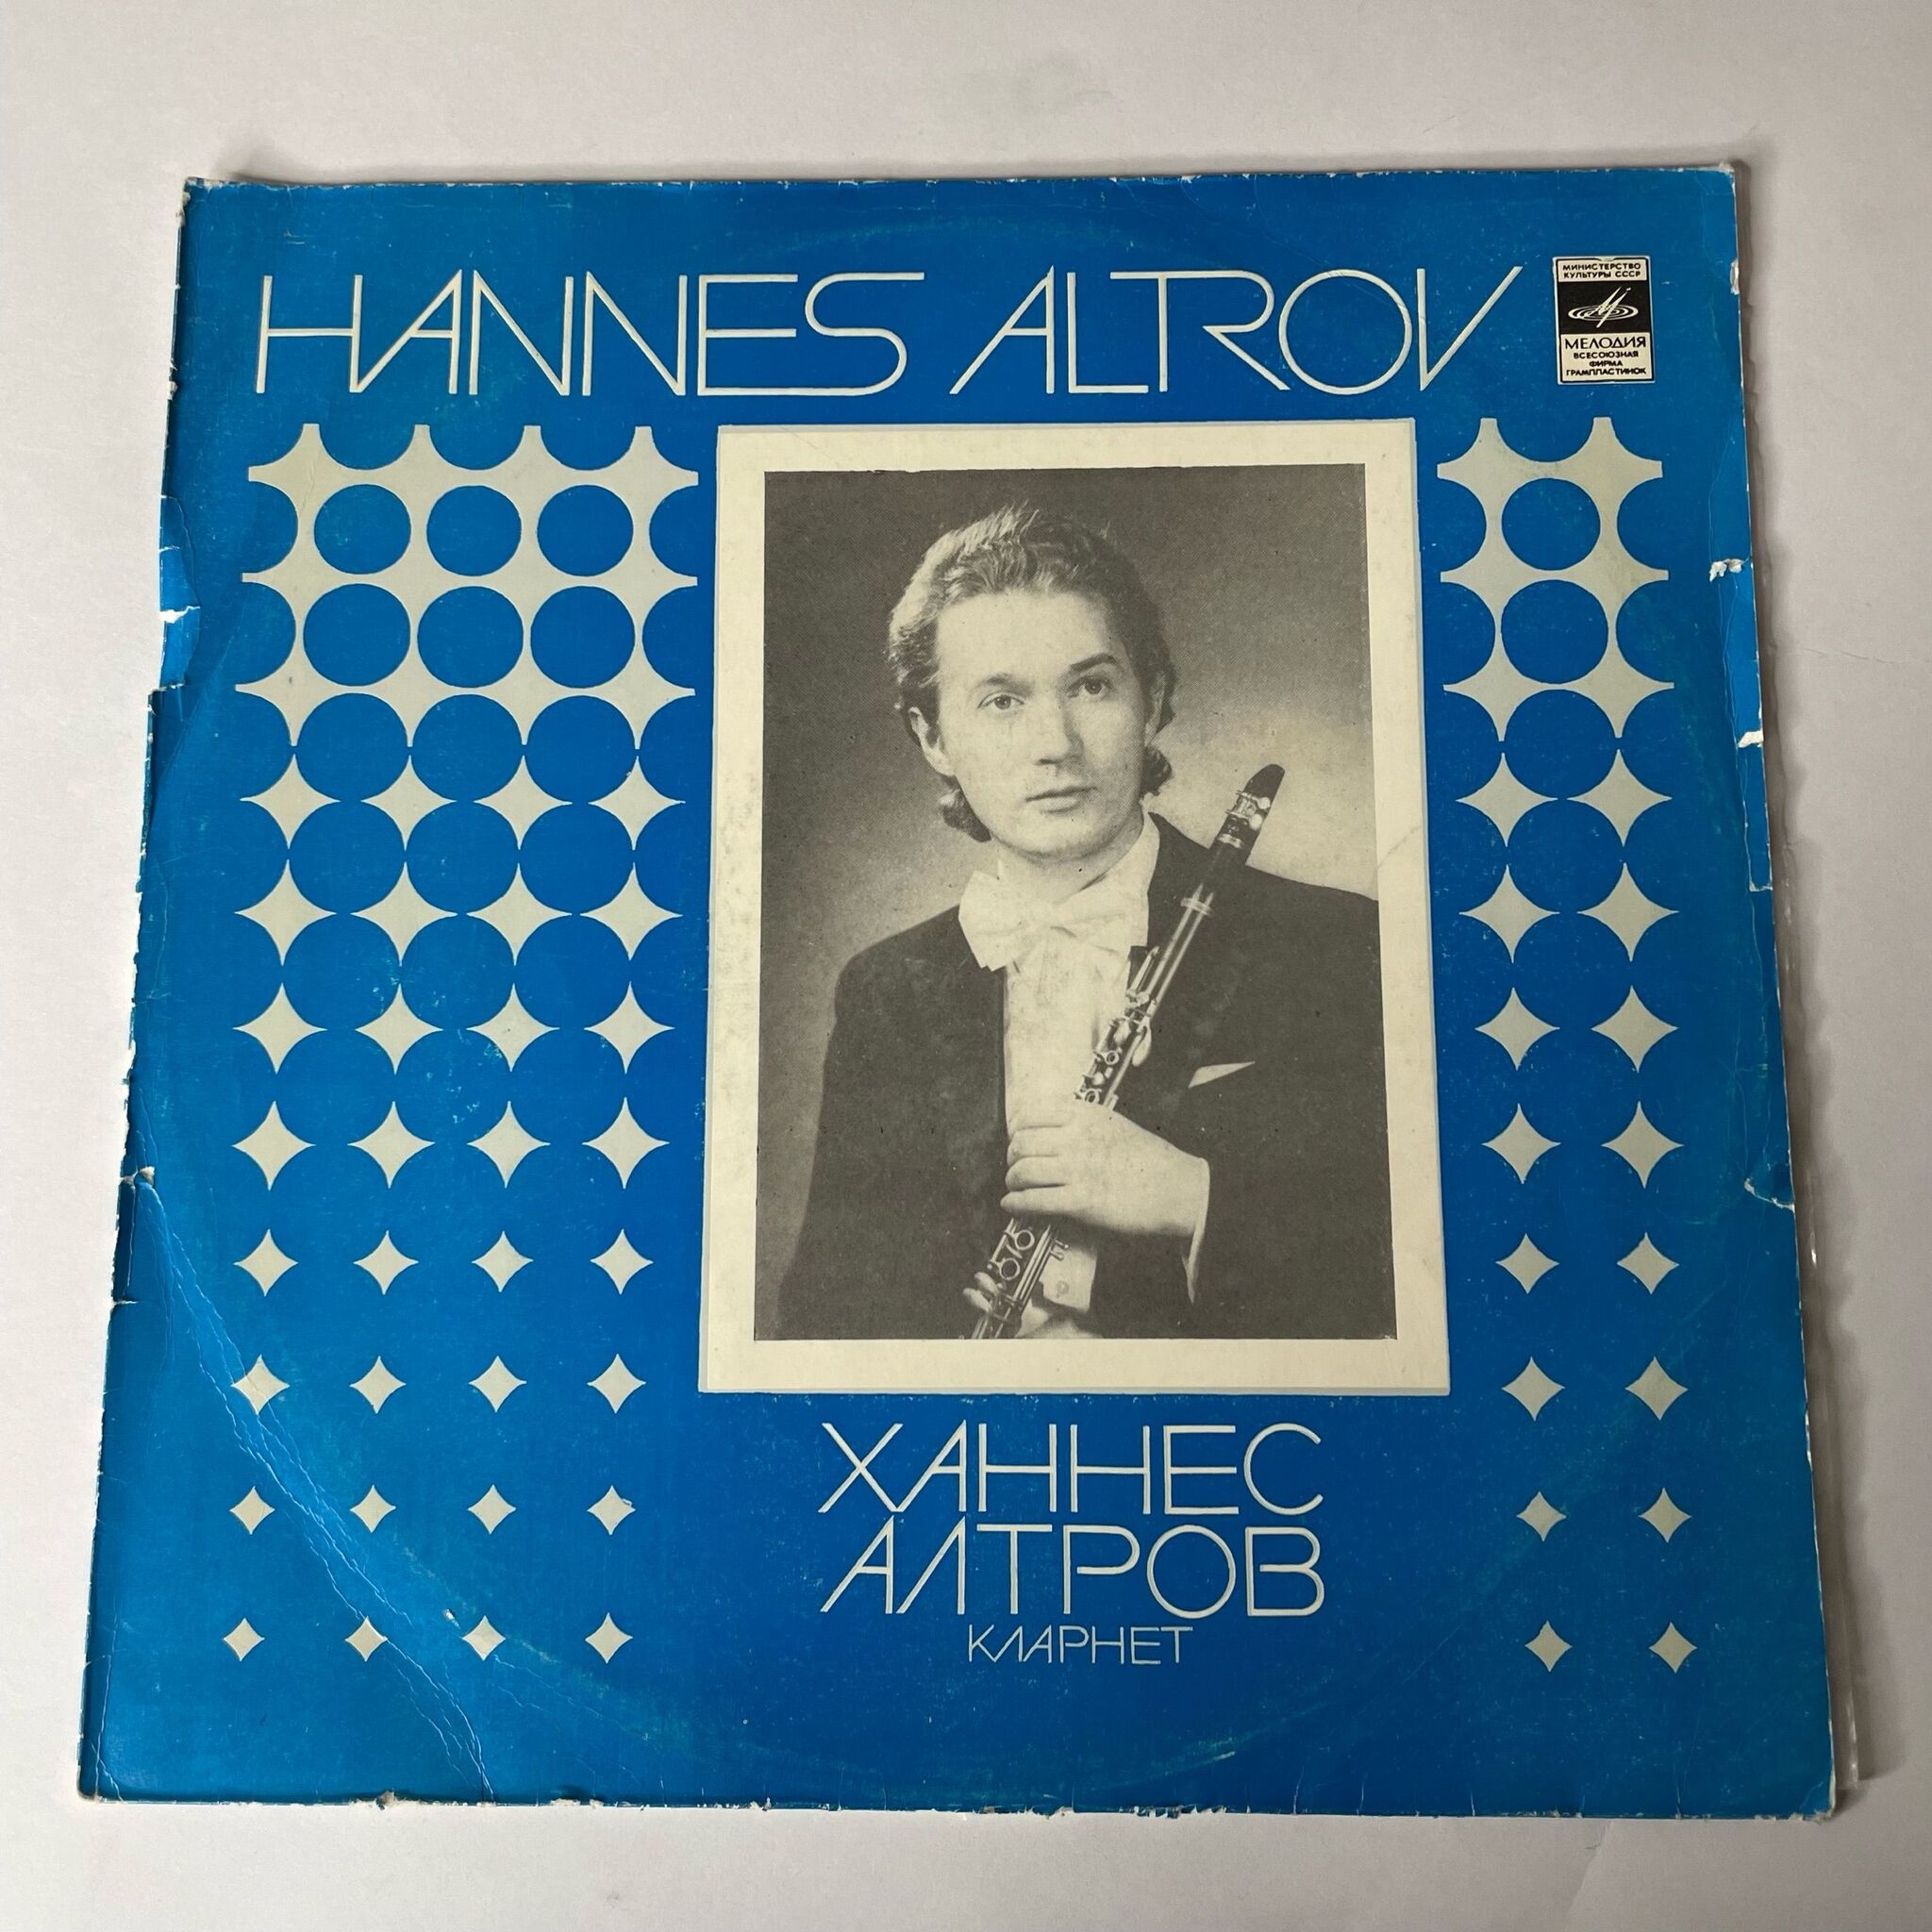 HANNES ALTROV
МИНИСТЕРСТВО
КУЛЬТУРЫ СССР
МЕЛОДИЯ
ВСЕСОЮЗНАЯ
ФИРМА
ГРАМПЛАСТИНОК
ХАННЕС
АЛТРОВ
КЛАРНЕТ